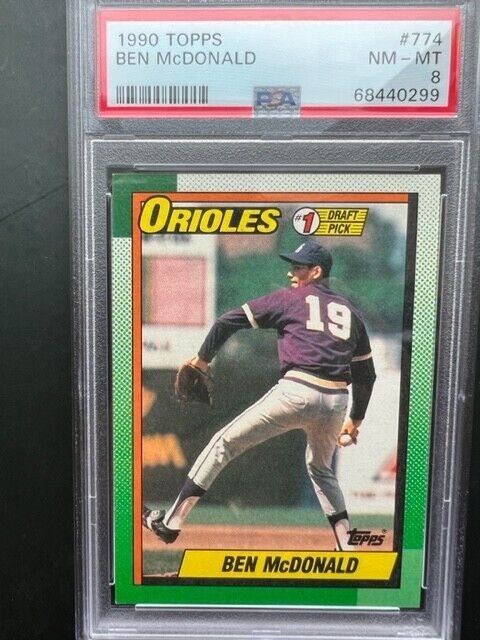 1990 TOPPS #774
BEN McDONALD NM – MT
8
PSA 68440299
ORIOLES #1 DRAFT PICK
19
topps
BEN McDONALD